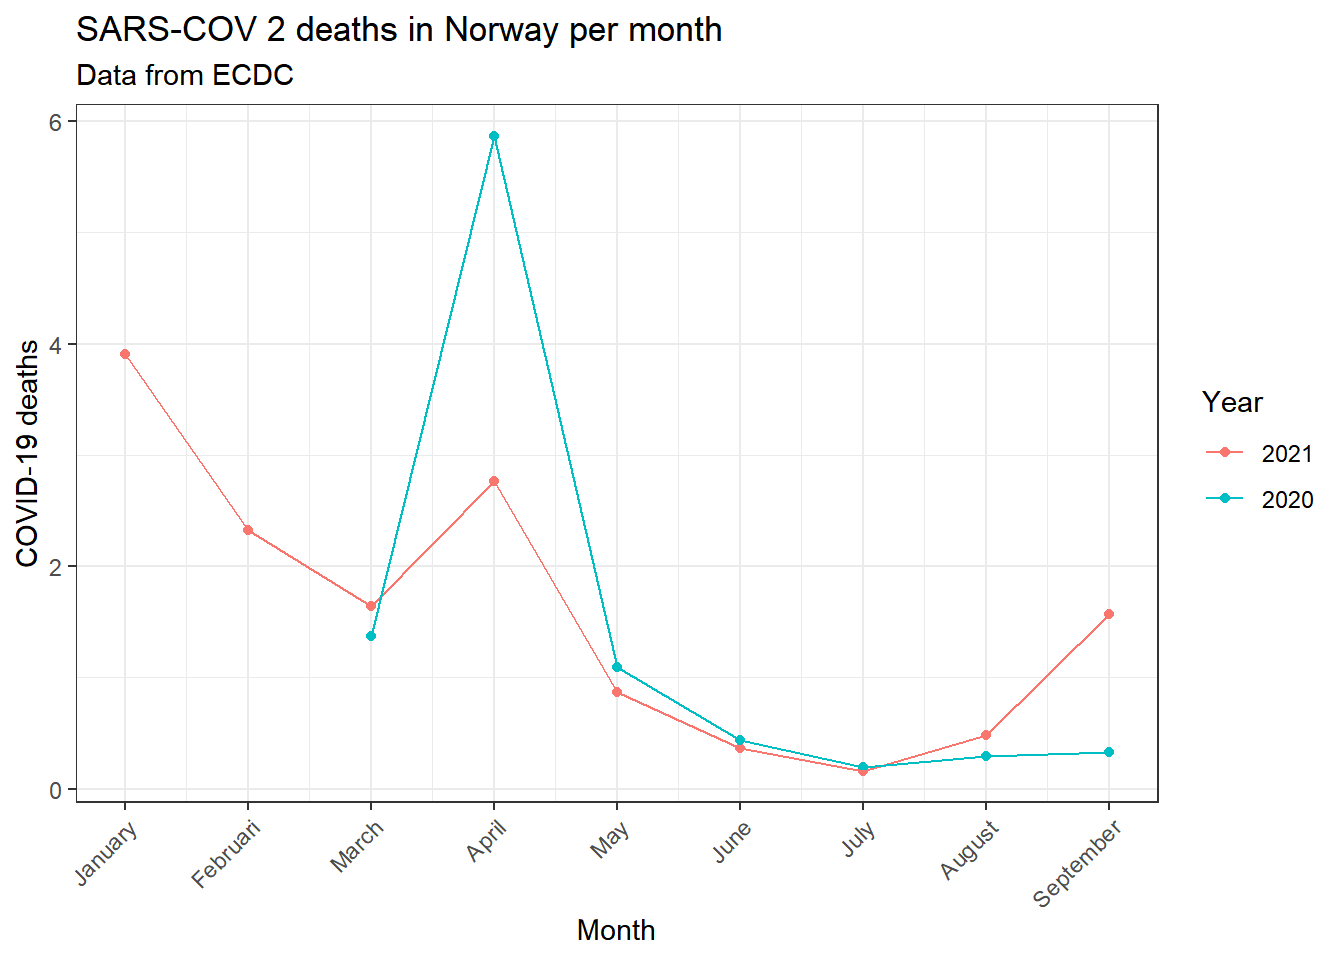 SARS-COV 2 deaths in Norway per month
Data from ECDC
COVID-19 deaths
6
4
2
0
January
Februari
March
April
May
June
July
August
September
Month
Year
2021
2020